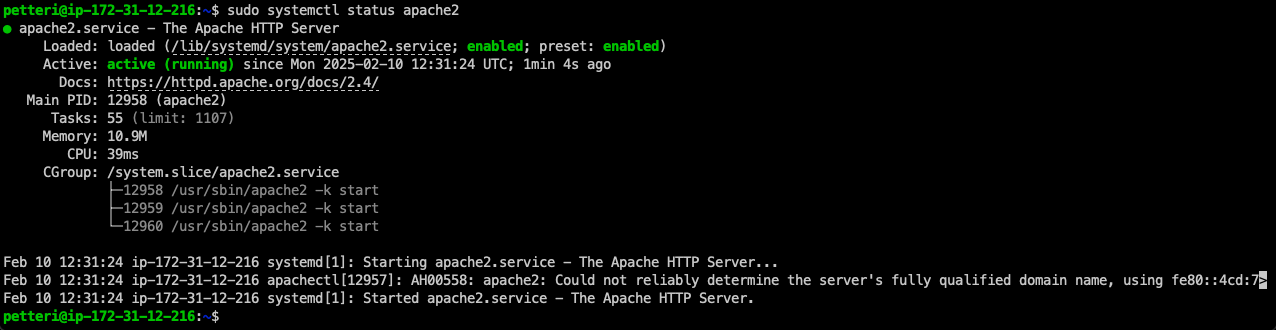 petteri@ip-172-31-12-216:~$ sudo systemctl status apache2
● apache2.service – The Apache HTTP Server
     Loaded: loaded (/lib/systemd/system/apache2.service; enabled; preset: enabled)
     Active: active (running) since Mon 2025-02-10 12:31:24 UTC; 1min 4s ago
       Docs: https://httpd.apache.org/docs/2.4/
   Main PID: 12958 (apache2)
      Tasks: 55 (limit: 1107)
     Memory: 10.9M
        CPU: 39ms
     CGroup: /system.slice/apache2.service
             ├─12958 /usr/sbin/apache2 -k start
             ├─12959 /usr/sbin/apache2 -k start
             └─12960 /usr/sbin/apache2 -k start

Feb 10 12:31:24 ip-172-31-12-216 systemd[1]: Starting apache2.service – The Apache HTTP Server...
Feb 10 12:31:24 ip-172-31-12-216 apachectl[12957]: AH00558: apache2: Could not reliably determine the server's fully qualified domain name, using fe80::4cd:7>
Feb 10 12:31:24 ip-172-31-12-216 systemd[1]: Started apache2.service – The Apache HTTP Server.
petteri@ip-172-31-12-216:~$